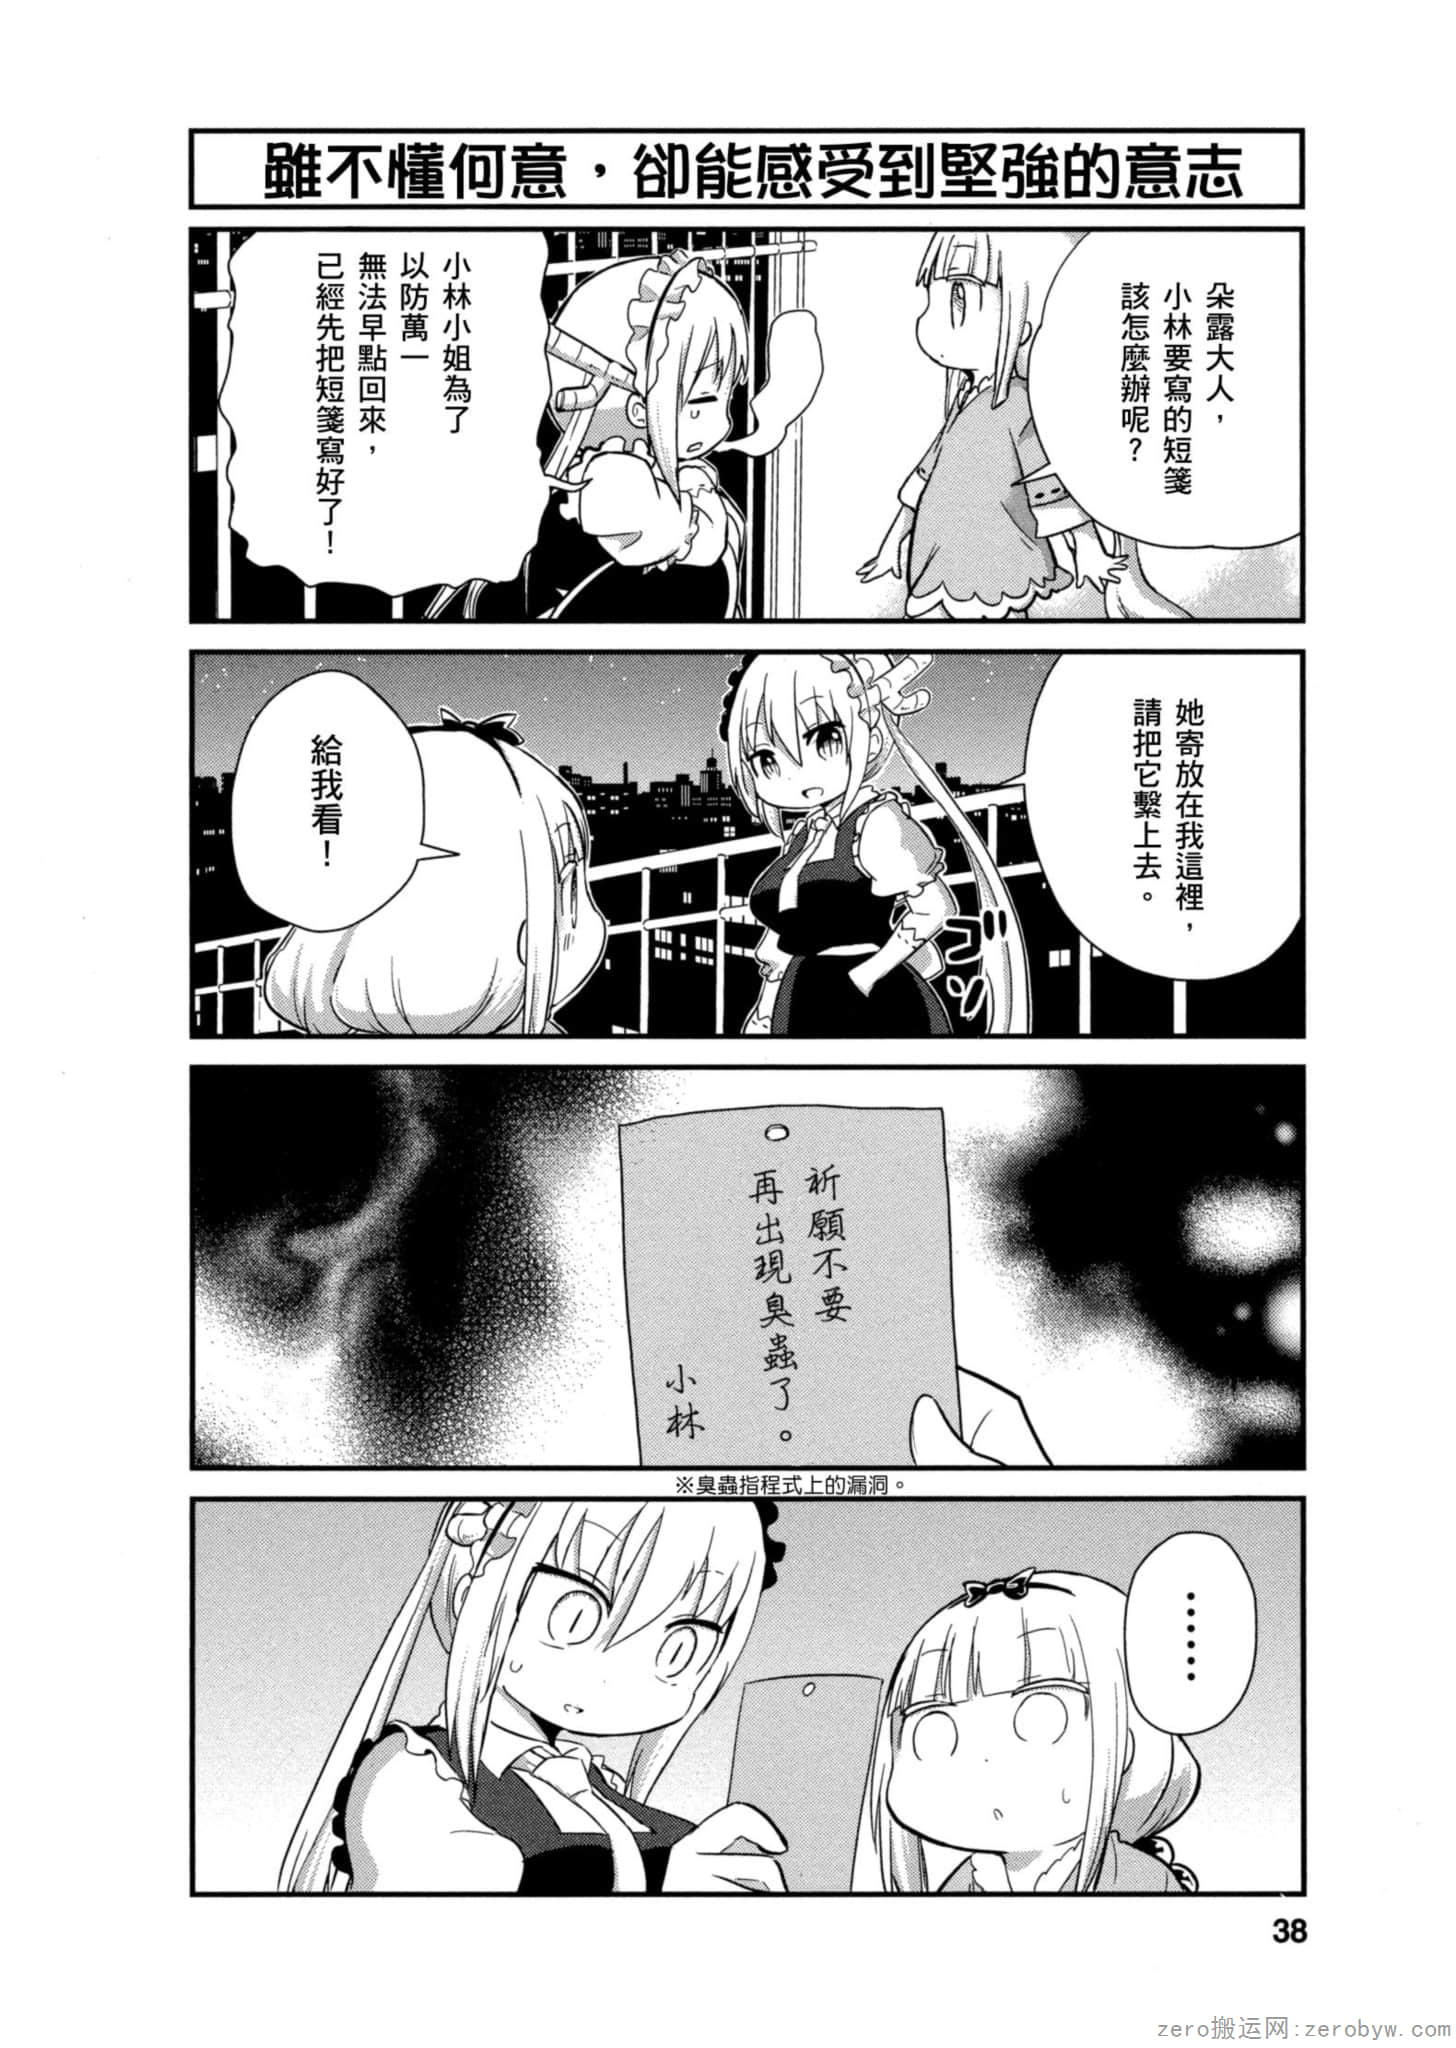 雖不懂何意，卻能感受到堅強的意志
朵露大人，
小林要寫的短箋
該怎麼辦呢？
小林小姐為了
以防萬一
無法早點回來，
已經先把短箋寫好了！
她寄放在我這裡，
請把它繫上去。
ゴソ
給我看！
祈願不要
再出現臭蟲了。
小林
※臭蟲指程式上的漏洞。
……
38
zero搬运网:zerobyw.com